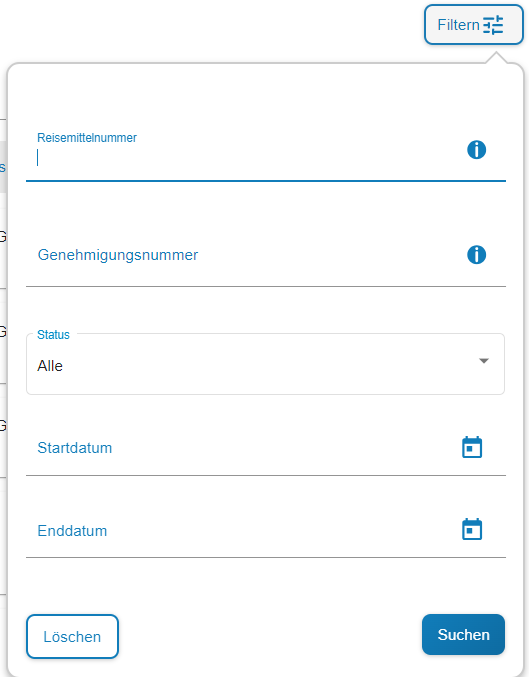 Filtern
Reisemittelnummer
Genehmigungsnummer
Status
Alle
Startdatum
Enddatum
Löschen
Suchen